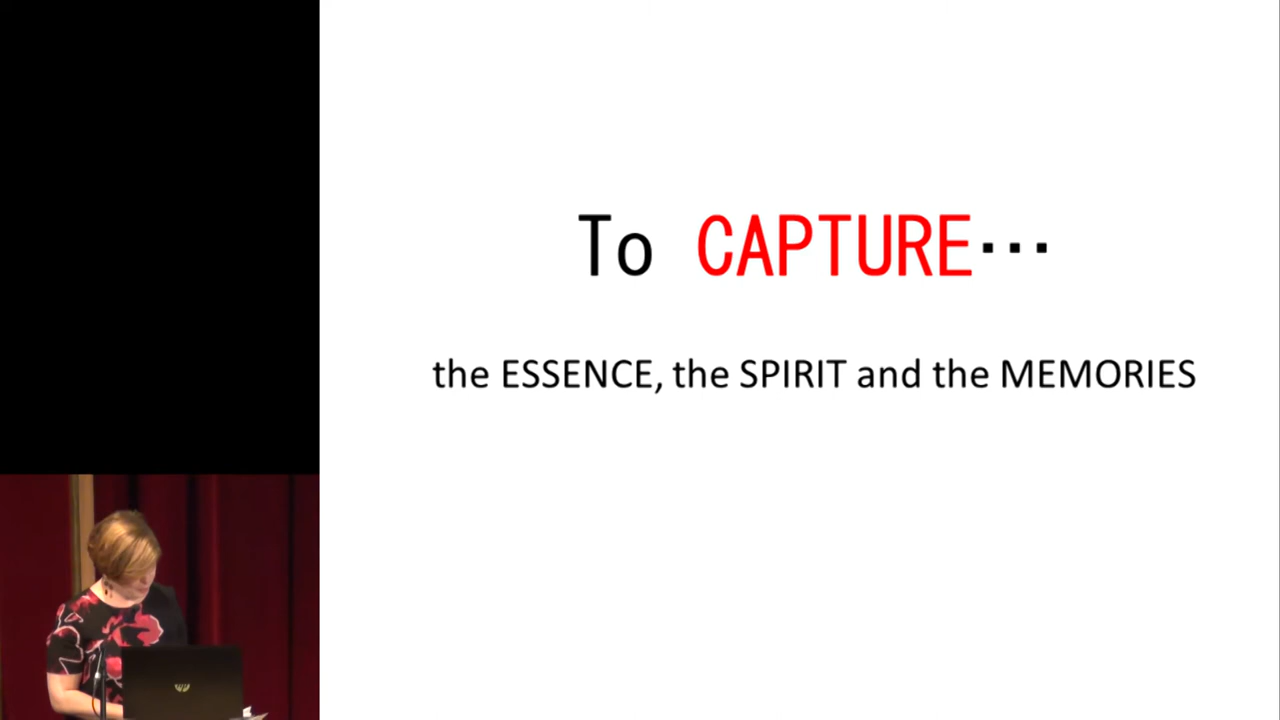 To CAPTURE…
the ESSENCE, the SPIRIT and the MEMORIES